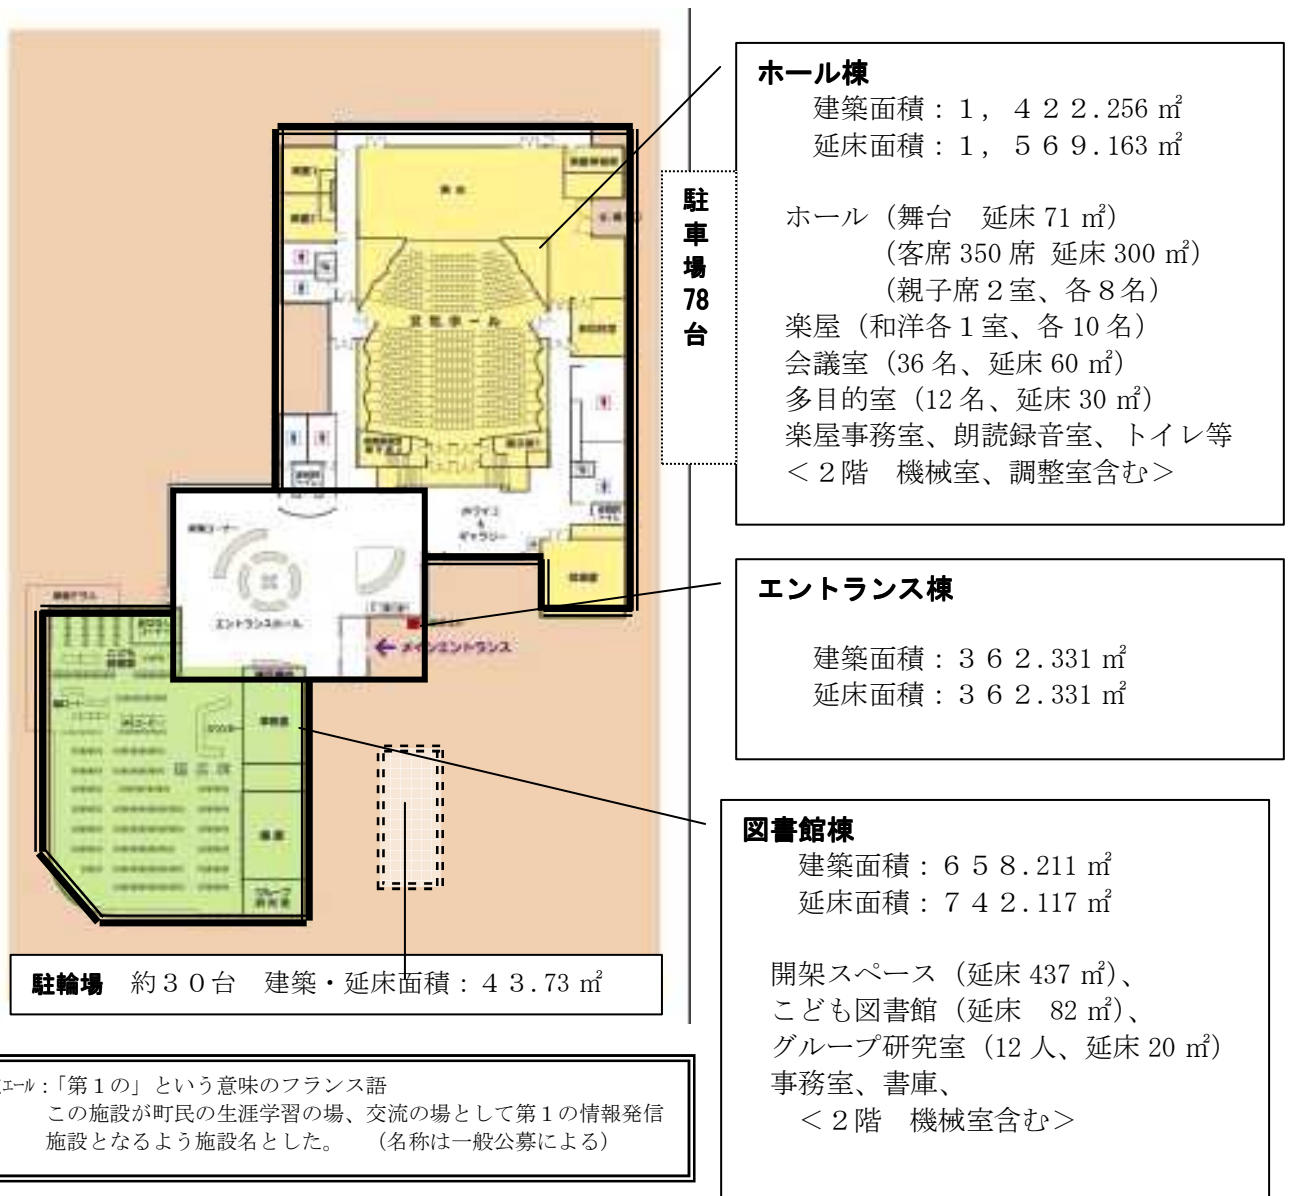 ホール棟
建築面積：１，４２２.256 ㎡
延床面積：１，５６９.163 ㎡
ホール（舞台　延床 71 ㎡）
（客席 350 席 延床 300 ㎡）
（親子席２室、各８名）
楽屋（和洋各１室、各 10 名）
会議室（36 名、延床 60 ㎡）
多目的室（12 名、延床 30 ㎡）
楽屋事務室、朗読録音室、トイレ等
＜２階　機械室、調整室含む＞
駐車場78台
エントランス棟
建築面積：３６２.331 ㎡
延床面積：３６２.331 ㎡
図書館棟
建築面積：６５８.211 ㎡
延床面積：７４２.117 ㎡
開架スペース（延床 437 ㎡）、
こども図書館（延床　82 ㎡）、
グループ研究室（12 人、延床 20 ㎡）
事務室、書庫、
＜２階　機械室含む＞
舞台
ホワイエ
&
ギャラリー
エントランスホール
メインエントランス
駐輪場　約３０台　建築・延床面積：４３.73 ㎡
ｴｰﾙ：「第１の」という意味のフランス語
この施設が町民の生涯学習の場、交流の場として第１の情報発信
施設となるよう施設名とした。　（名称は一般公募による）